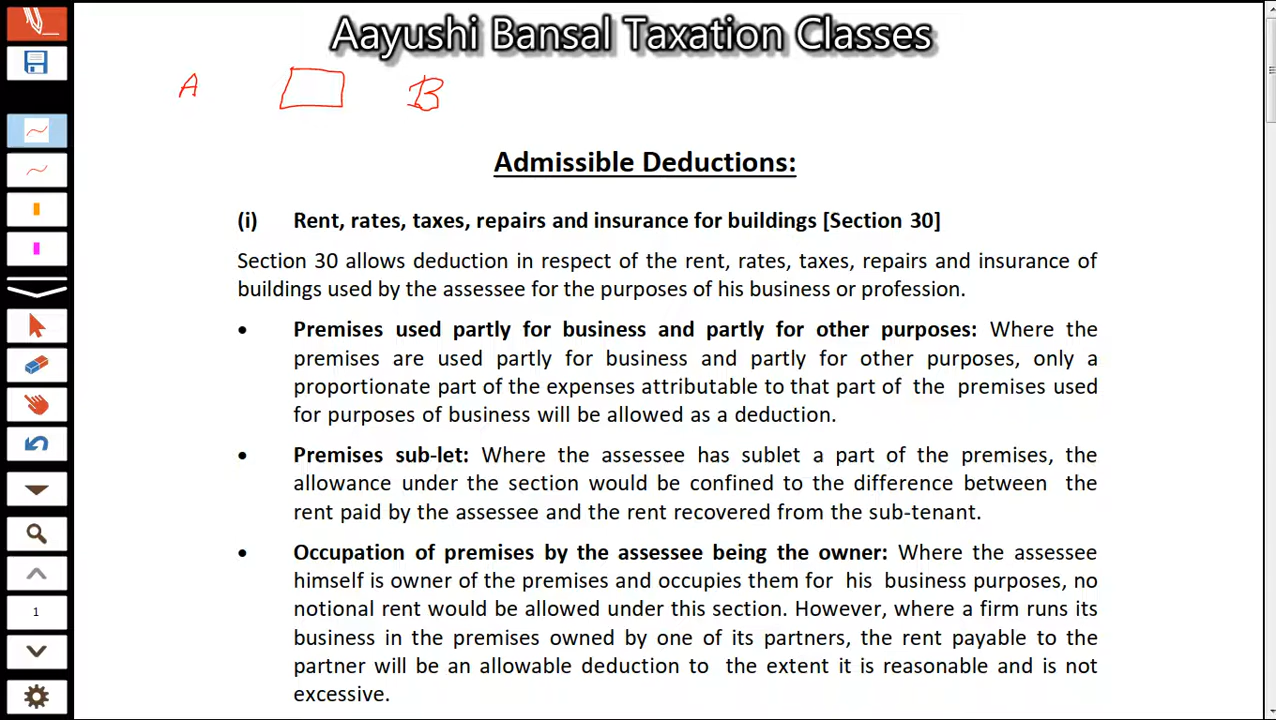 Aayushi Bansal Taxation Classes
A B
Admissible Deductions:
(i) Rent, rates, taxes, repairs and insurance for buildings [Section 30]
Section 30 allows deduction in respect of the rent, rates, taxes, repairs and insurance of
buildings used by the assessee for the purposes of his business or profession.
• Premises used partly for business and partly for other purposes: Where the
premises are used partly for business and partly for other purposes, only a
proportionate part of the expenses attributable to that part of the premises used
for purposes of business will be allowed as a deduction.
• Premises sub-let: Where the assessee has sublet a part of the premises, the
allowance under the section would be confined to the difference between the
rent paid by the assessee and the rent recovered from the sub-tenant.
• Occupation of premises by the assessee being the owner: Where the assessee
himself is owner of the premises and occupies them for his business purposes, no
notional rent would be allowed under this section. However, where a firm runs its
business in the premises owned by one of its partners, the rent payable to the
partner will be an allowable deduction to the extent it is reasonable and is not
excessive.
1